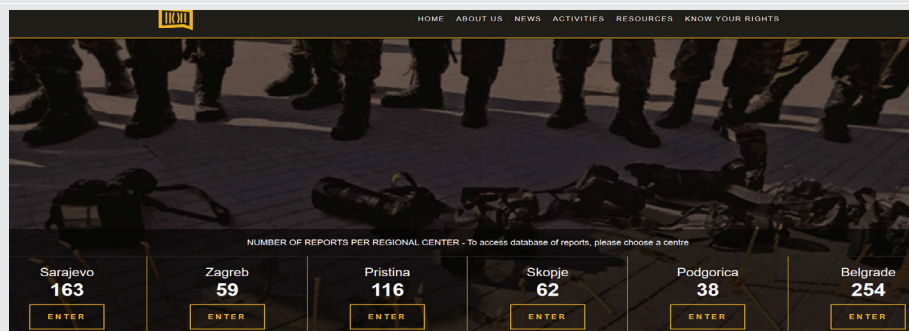 HOME ABOUT US NEWS ACTIVITIES RESOURCES KNOW YOUR RIGHTS
NUMBER OF REPORTS PER REGIONAL CENTER - To access database of reports, please choose a centre
Sarajevo Zagreb Pristina Skopje Podgorica Belgrade
163 59 116 62 38 254
ENTER ENTER ENTER ENTER ENTER ENTER